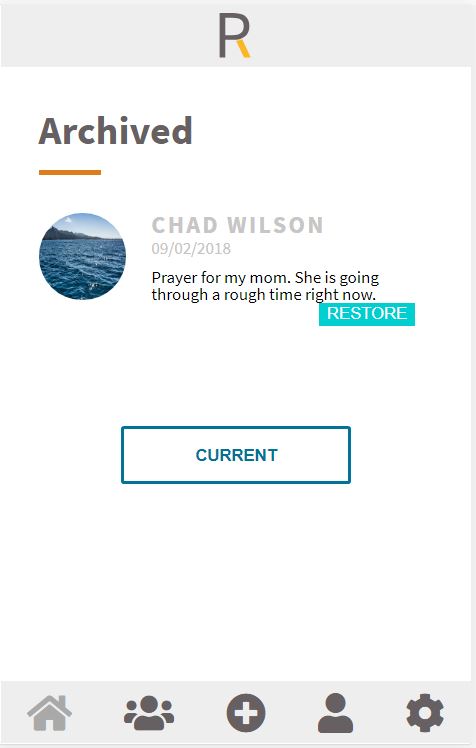 R
Archived
CHAD WILSON
09/02/2018
Prayer for my mom. She is going
through a rough time right now.
RESTORE
CURRENT